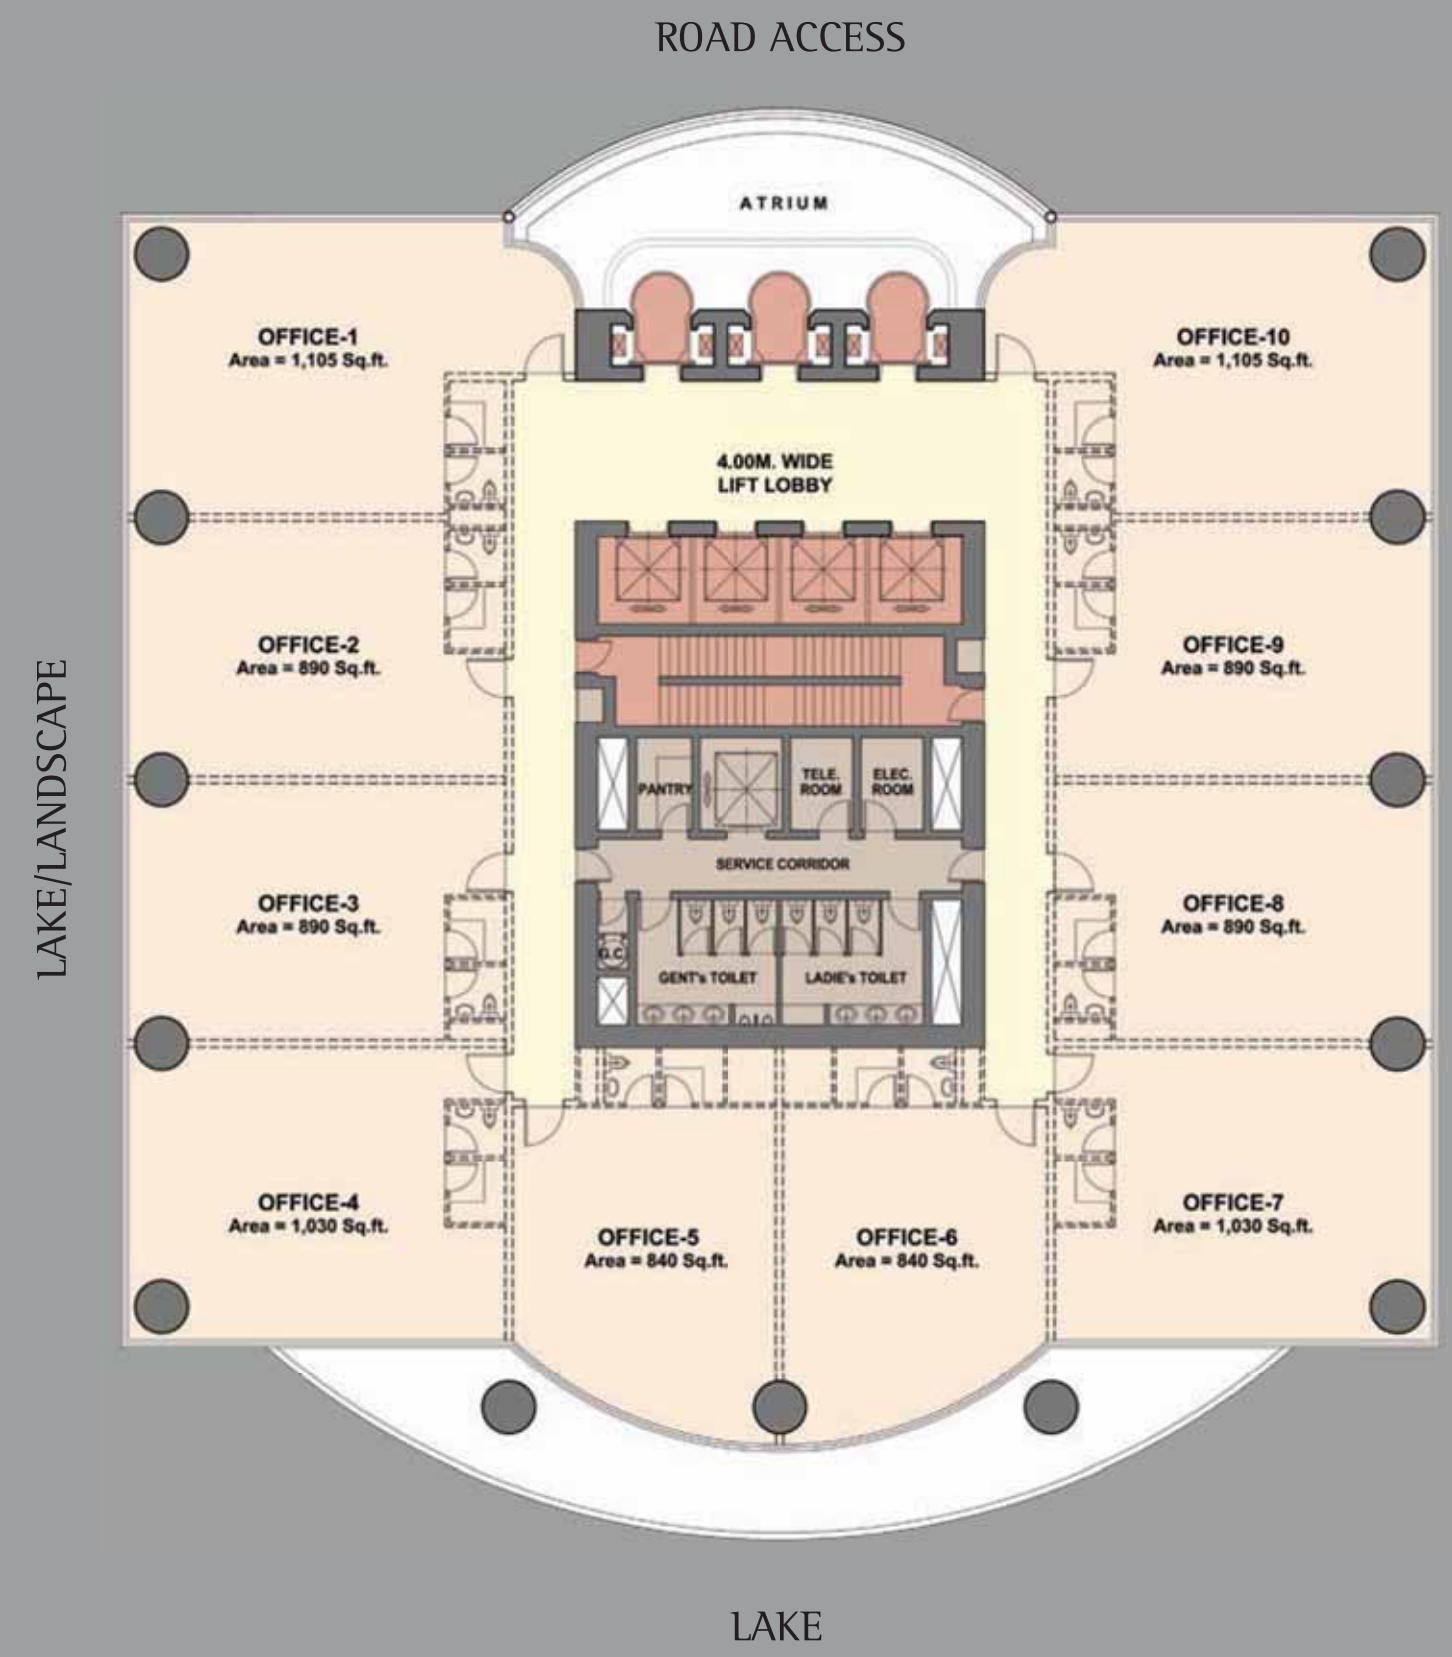 ROAD ACCESS
ATRIUM
OFFICE-1
Area = 1,105 Sq.ft.
OFFICE-10
Area = 1,105 Sq.ft.
4.00M. WIDE
LIFT LOBBY
OFFICE-2
Area = 890 Sq.ft.
OFFICE-9
Area = 890 Sq.ft.
LAKE/LANDSCAPE
PANTRY
TELE.
ROOM
ELEC.
ROOM
SERVICE CORRIDOR
OFFICE-3
Area = 890 Sq.ft.
OFFICE-8
Area = 890 Sq.ft.
G.C.
GENT's TOILET
LADIE's TOILET
OFFICE-4
Area = 1,030 Sq.ft.
OFFICE-7
Area = 1,030 Sq.ft.
OFFICE-5
Area = 840 Sq.ft.
OFFICE-6
Area = 840 Sq.ft.
LAKE